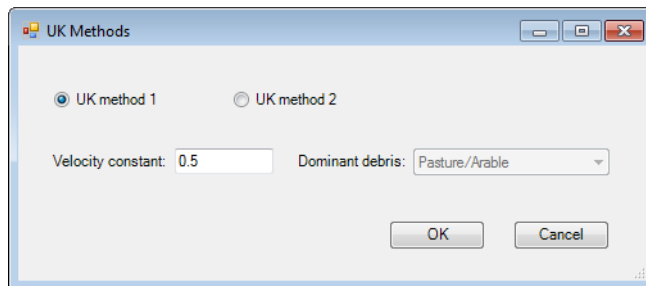 UK Methods
UK method 1 UK method 2
Velocity constant: 0.5 Dominant debris: Pasture/Arable
OK Cancel